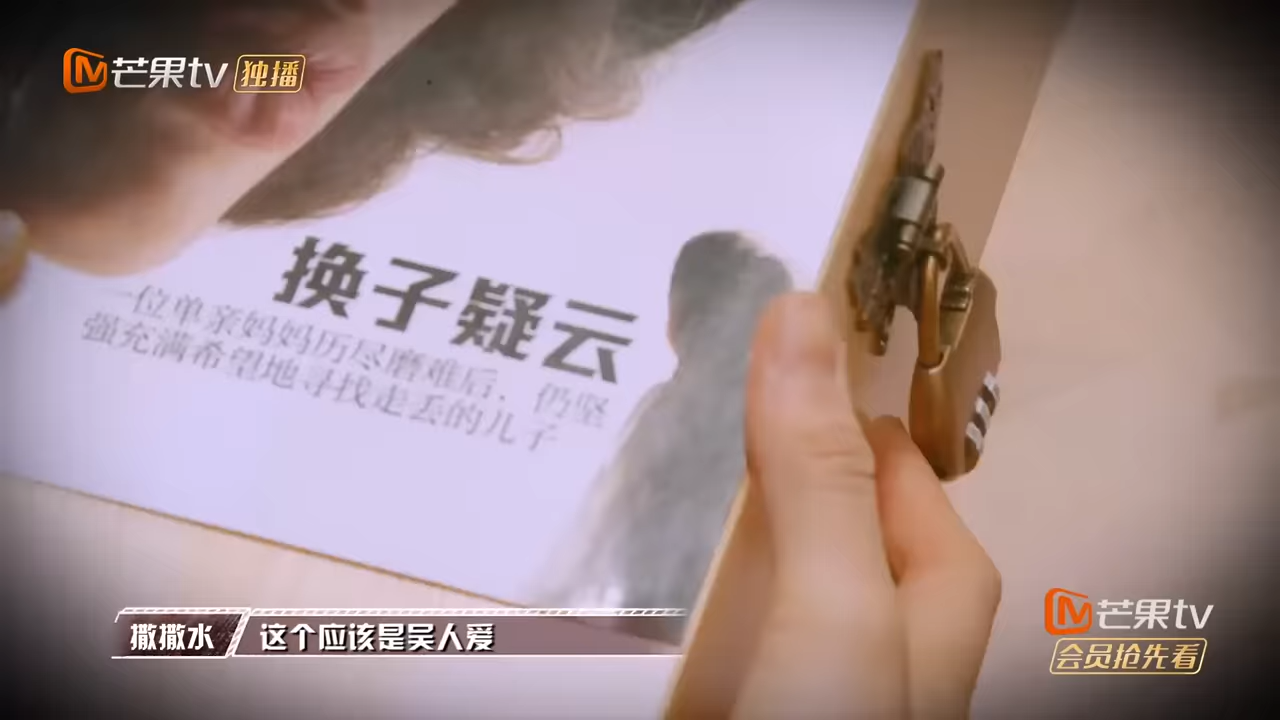 芒果tv 独播
换子疑云
一位单亲妈妈历尽磨难后，仍坚
强充满希望地寻找走丢的儿子
撒撒水 这个应该是吴人爱
芒果tv
会员抢先看